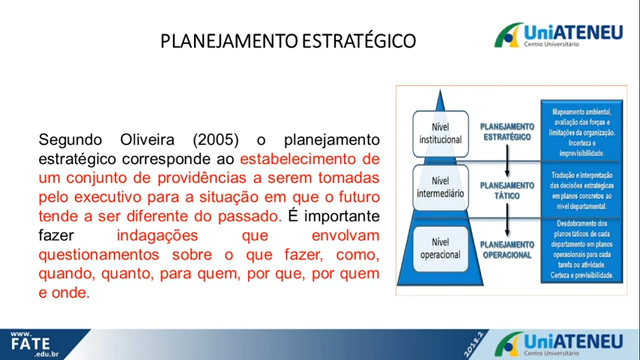 PLANEJAMENTO ESTRATÉGICO
UniATENEU
Centro Universitário
Segundo Oliveira (2005) o planejamento
estratégico corresponde ao estabelecimento de
um conjunto de providências a serem tomadas
pelo executivo para a situação em que o futuro
tende a ser diferente do passado. É importante
fazer indagações que envolvam
questionamentos sobre o que fazer, como,
quando, quanto, para quem, por que, por quem
e onde.
Nível
institucional
PLANEJAMENTO
ESTRATÉGICO
Mapeamento ambiental,
avaliação das forças e
limitações da organização.
Incerteza e
imprevisibilidade.
Nível
intermediário
PLANEJAMENTO
TÁTICO
Tradução e interpretação
das decisões estratégicas
em planos concretos ao
nível departamental.
Nível
operacional
PLANEJAMENTO
OPERACIONAL
Desdobramento dos
planos táticos de cada
departamento em planos
operacionais para cada
tarefa ou atividade.
Certeza e previsibilidade.
www.
FATE
.edu.br
2018.2
UniATENEU
Centro Universitário